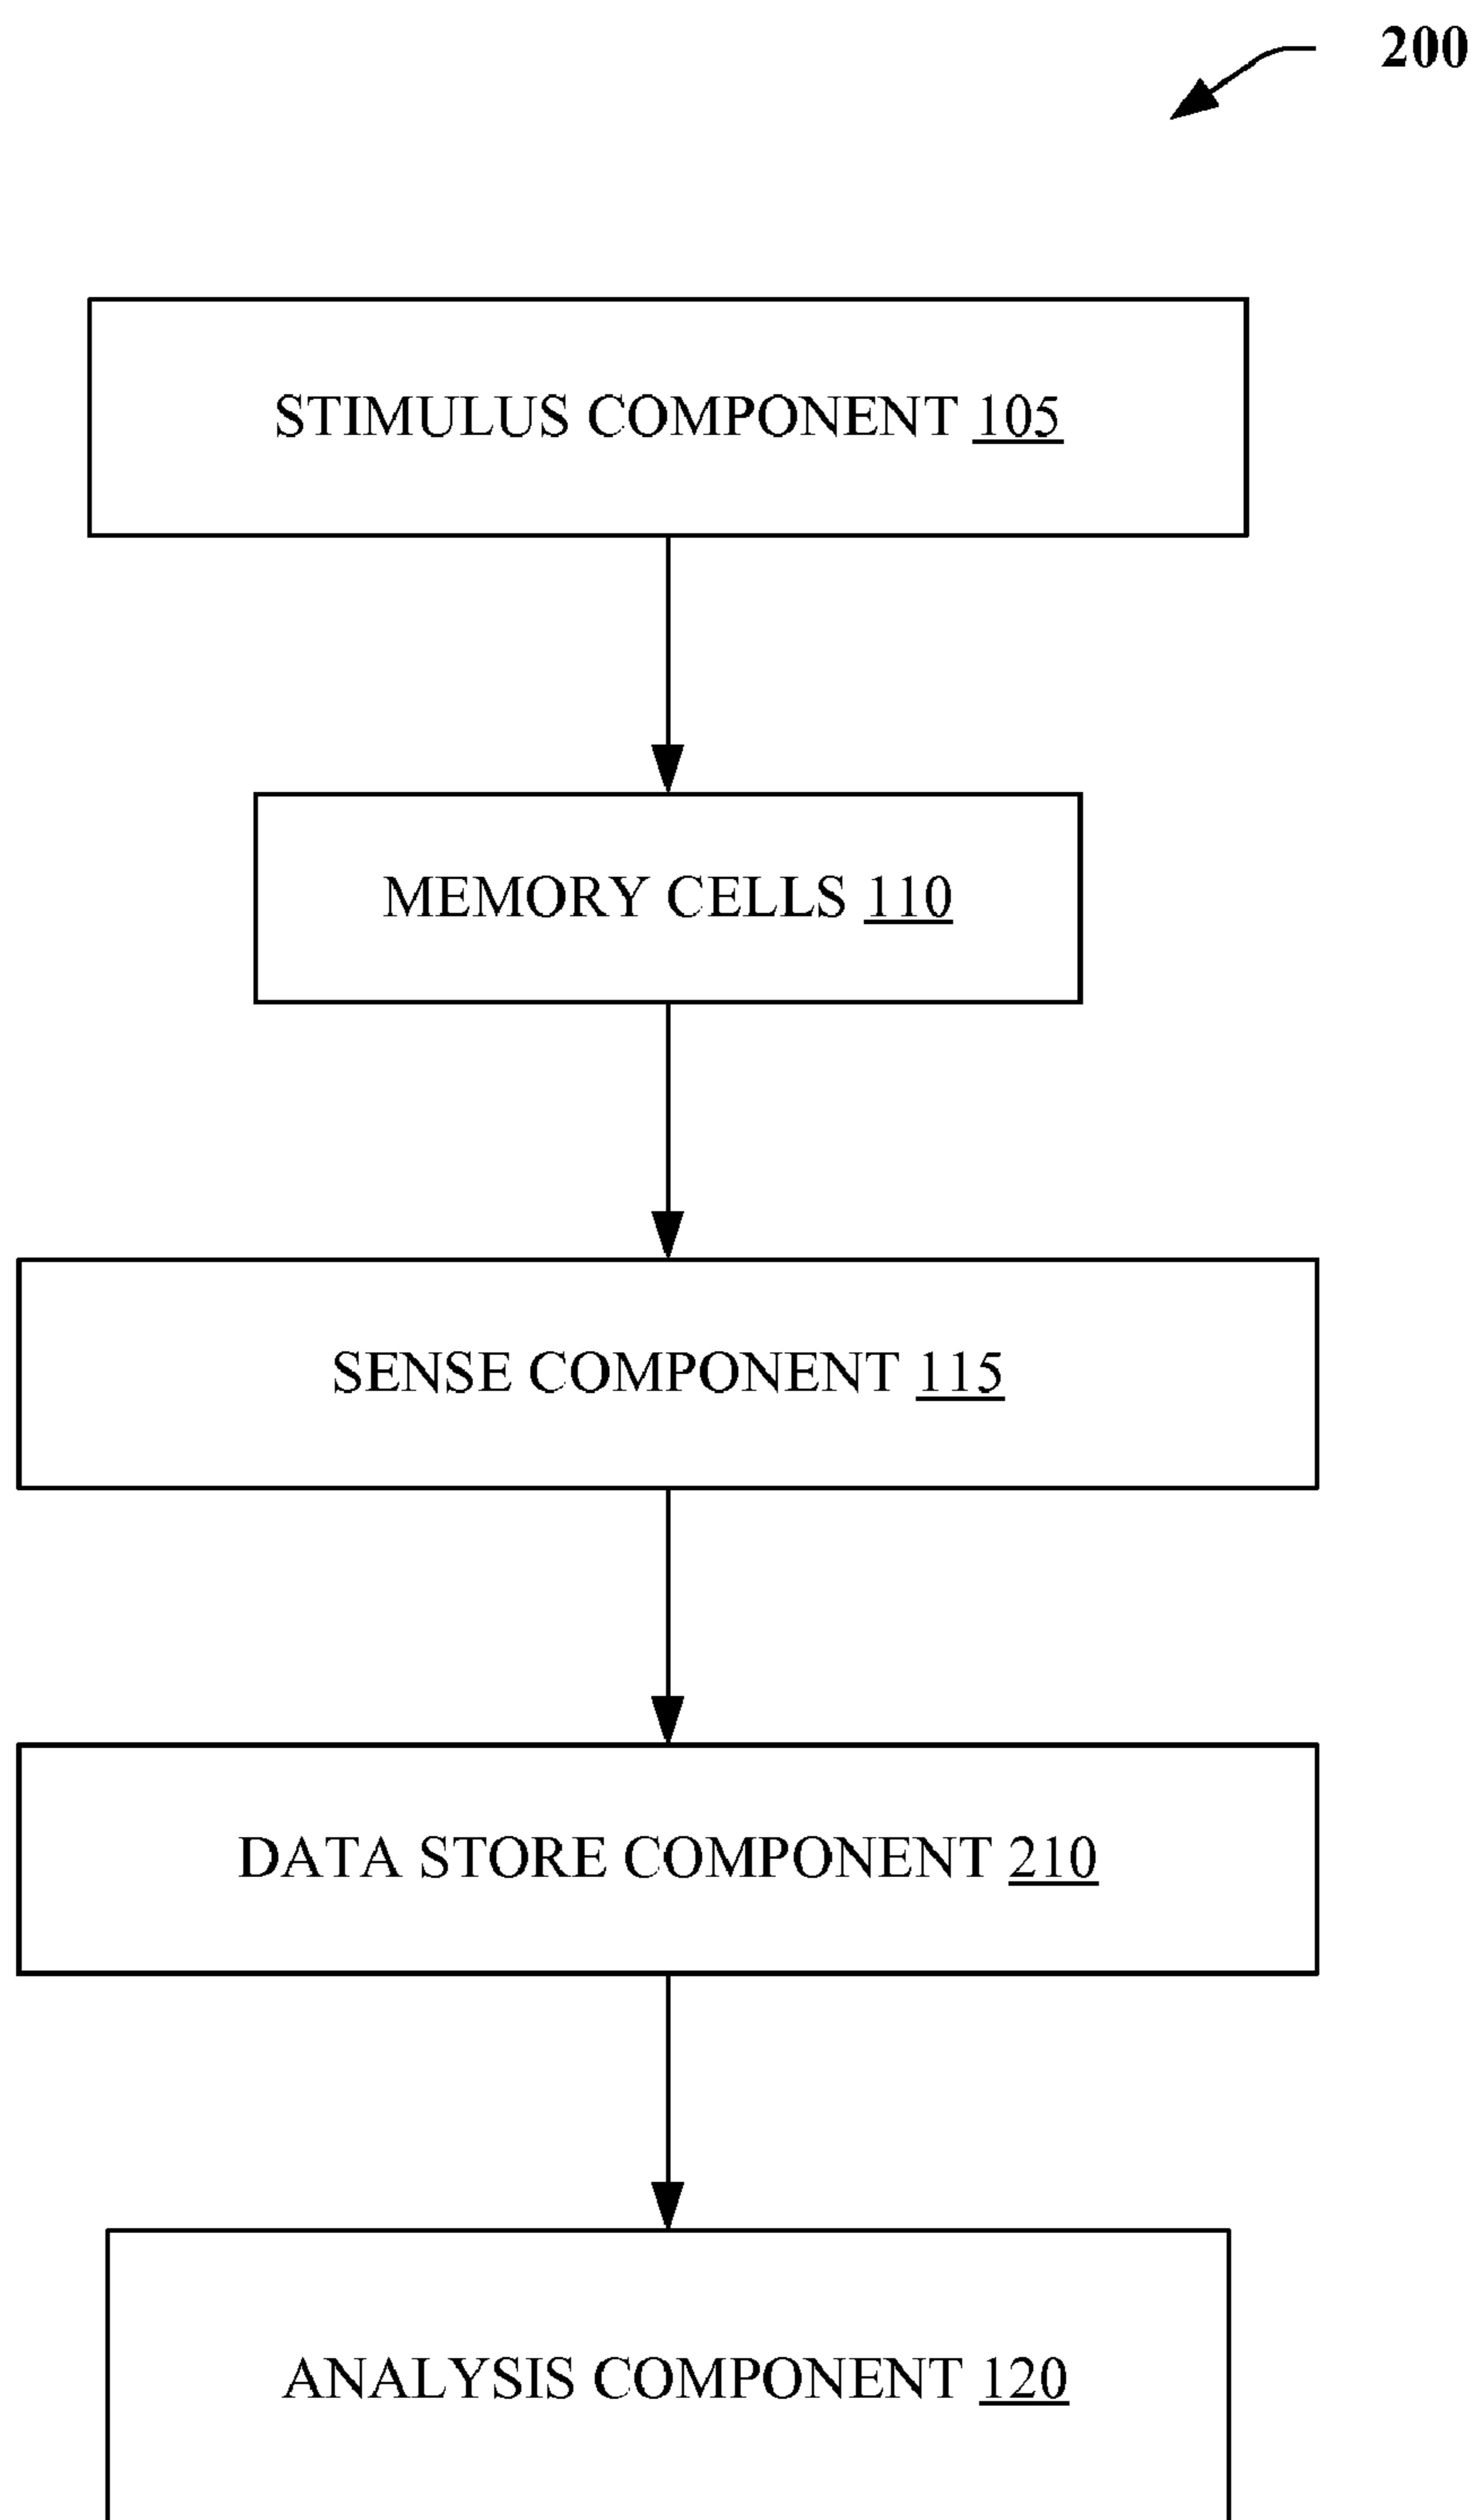 200
STIMULUS COMPONENT 105
MEMORY CELLS 110
SENSE COMPONENT 115
DATA STORE COMPONENT 210
ANALYSIS COMPONENT 120